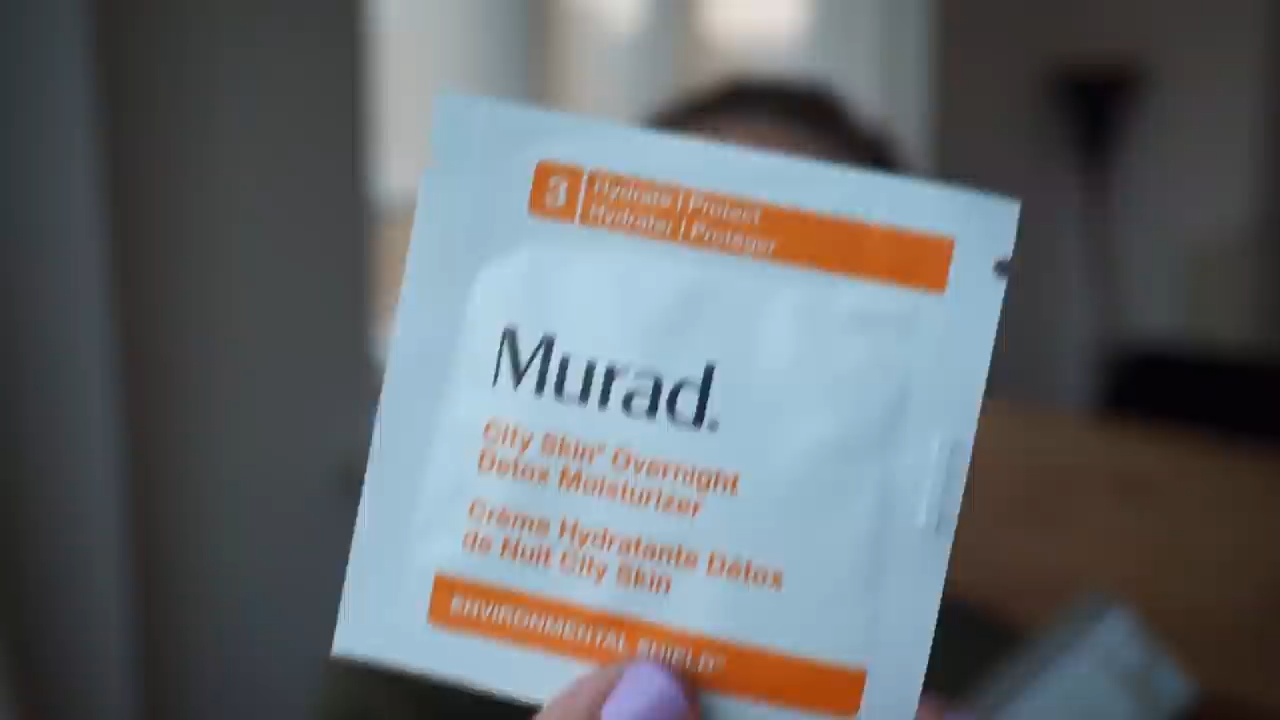 3
Hydrate | Protect
Hydrater | Protéger
Murad.
City Skin® Overnight
Detox Moisturizer
Crème Hydratante Détox
de Nuit City Skin
ENVIRONMENTAL SHIELD®